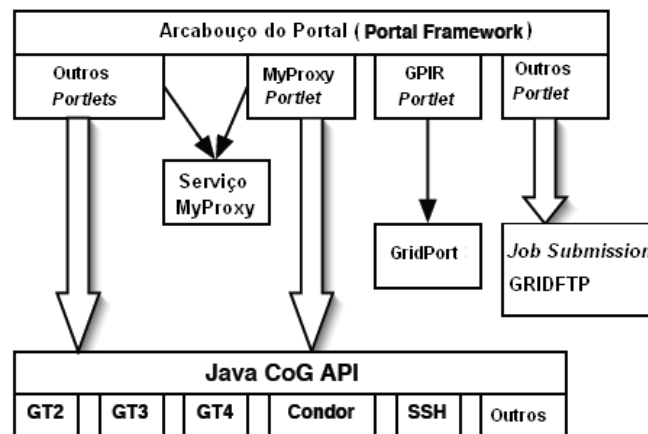 Arcabouço do Portal ( Portal Framework)
Outros
Portlets
MyProxy
Portlet
GPIR
Portlet
Outros
Portlet
Serviço
MyProxy
GridPort
Job Submission
GRIDFTP
Java CoG API
GT2 GT3 GT4 Condor SSH Outros